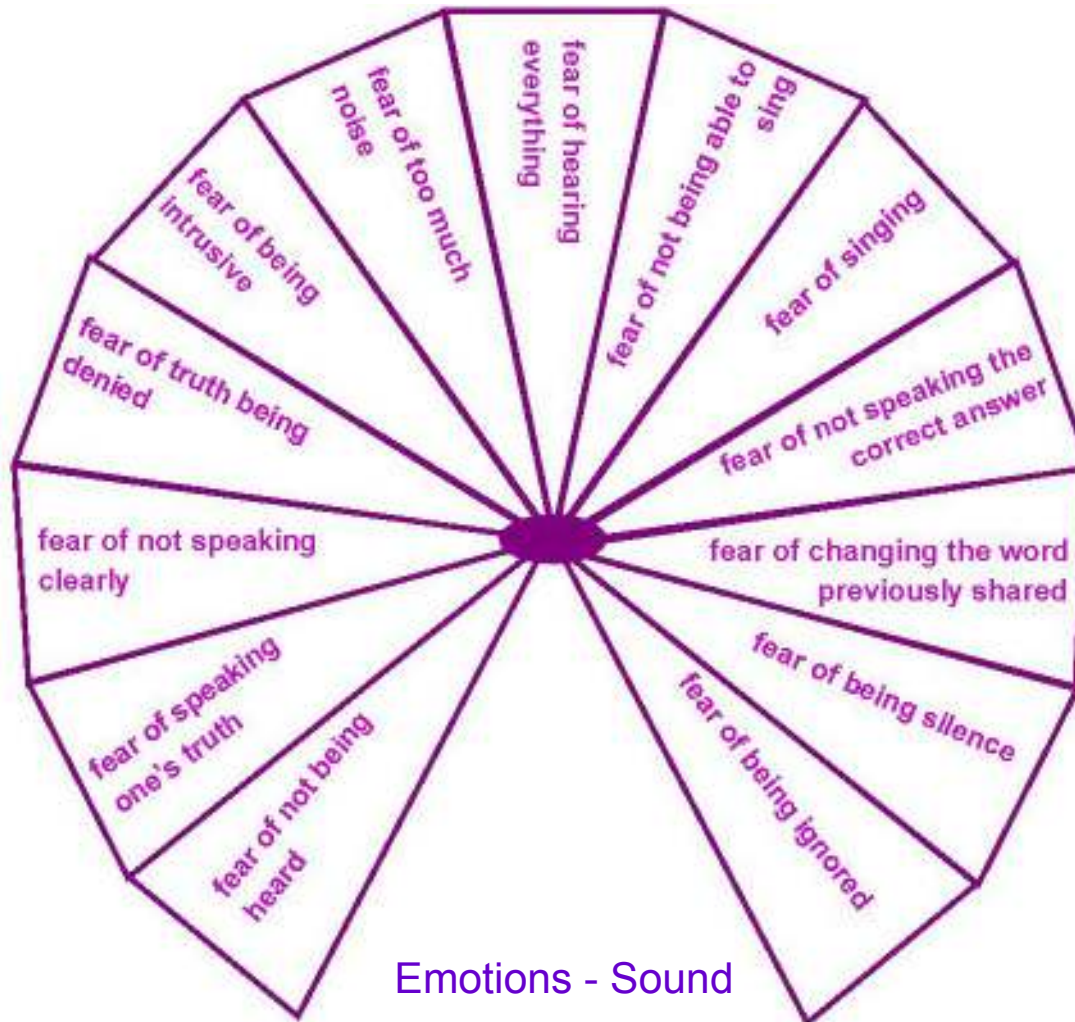 fear of not being
heard
fear of speaking
one's truth
fear of not speaking
clearly
fear of truth being
denied
fear of being
intrusive
fear of too much
noise
fear of hearing
everything
fear of not being able to
sing
fear of singing
fear of not speaking the
correct answer
fear of changing the word
previously shared
fear of being silence
fear of being ignored
Emotions - Sound